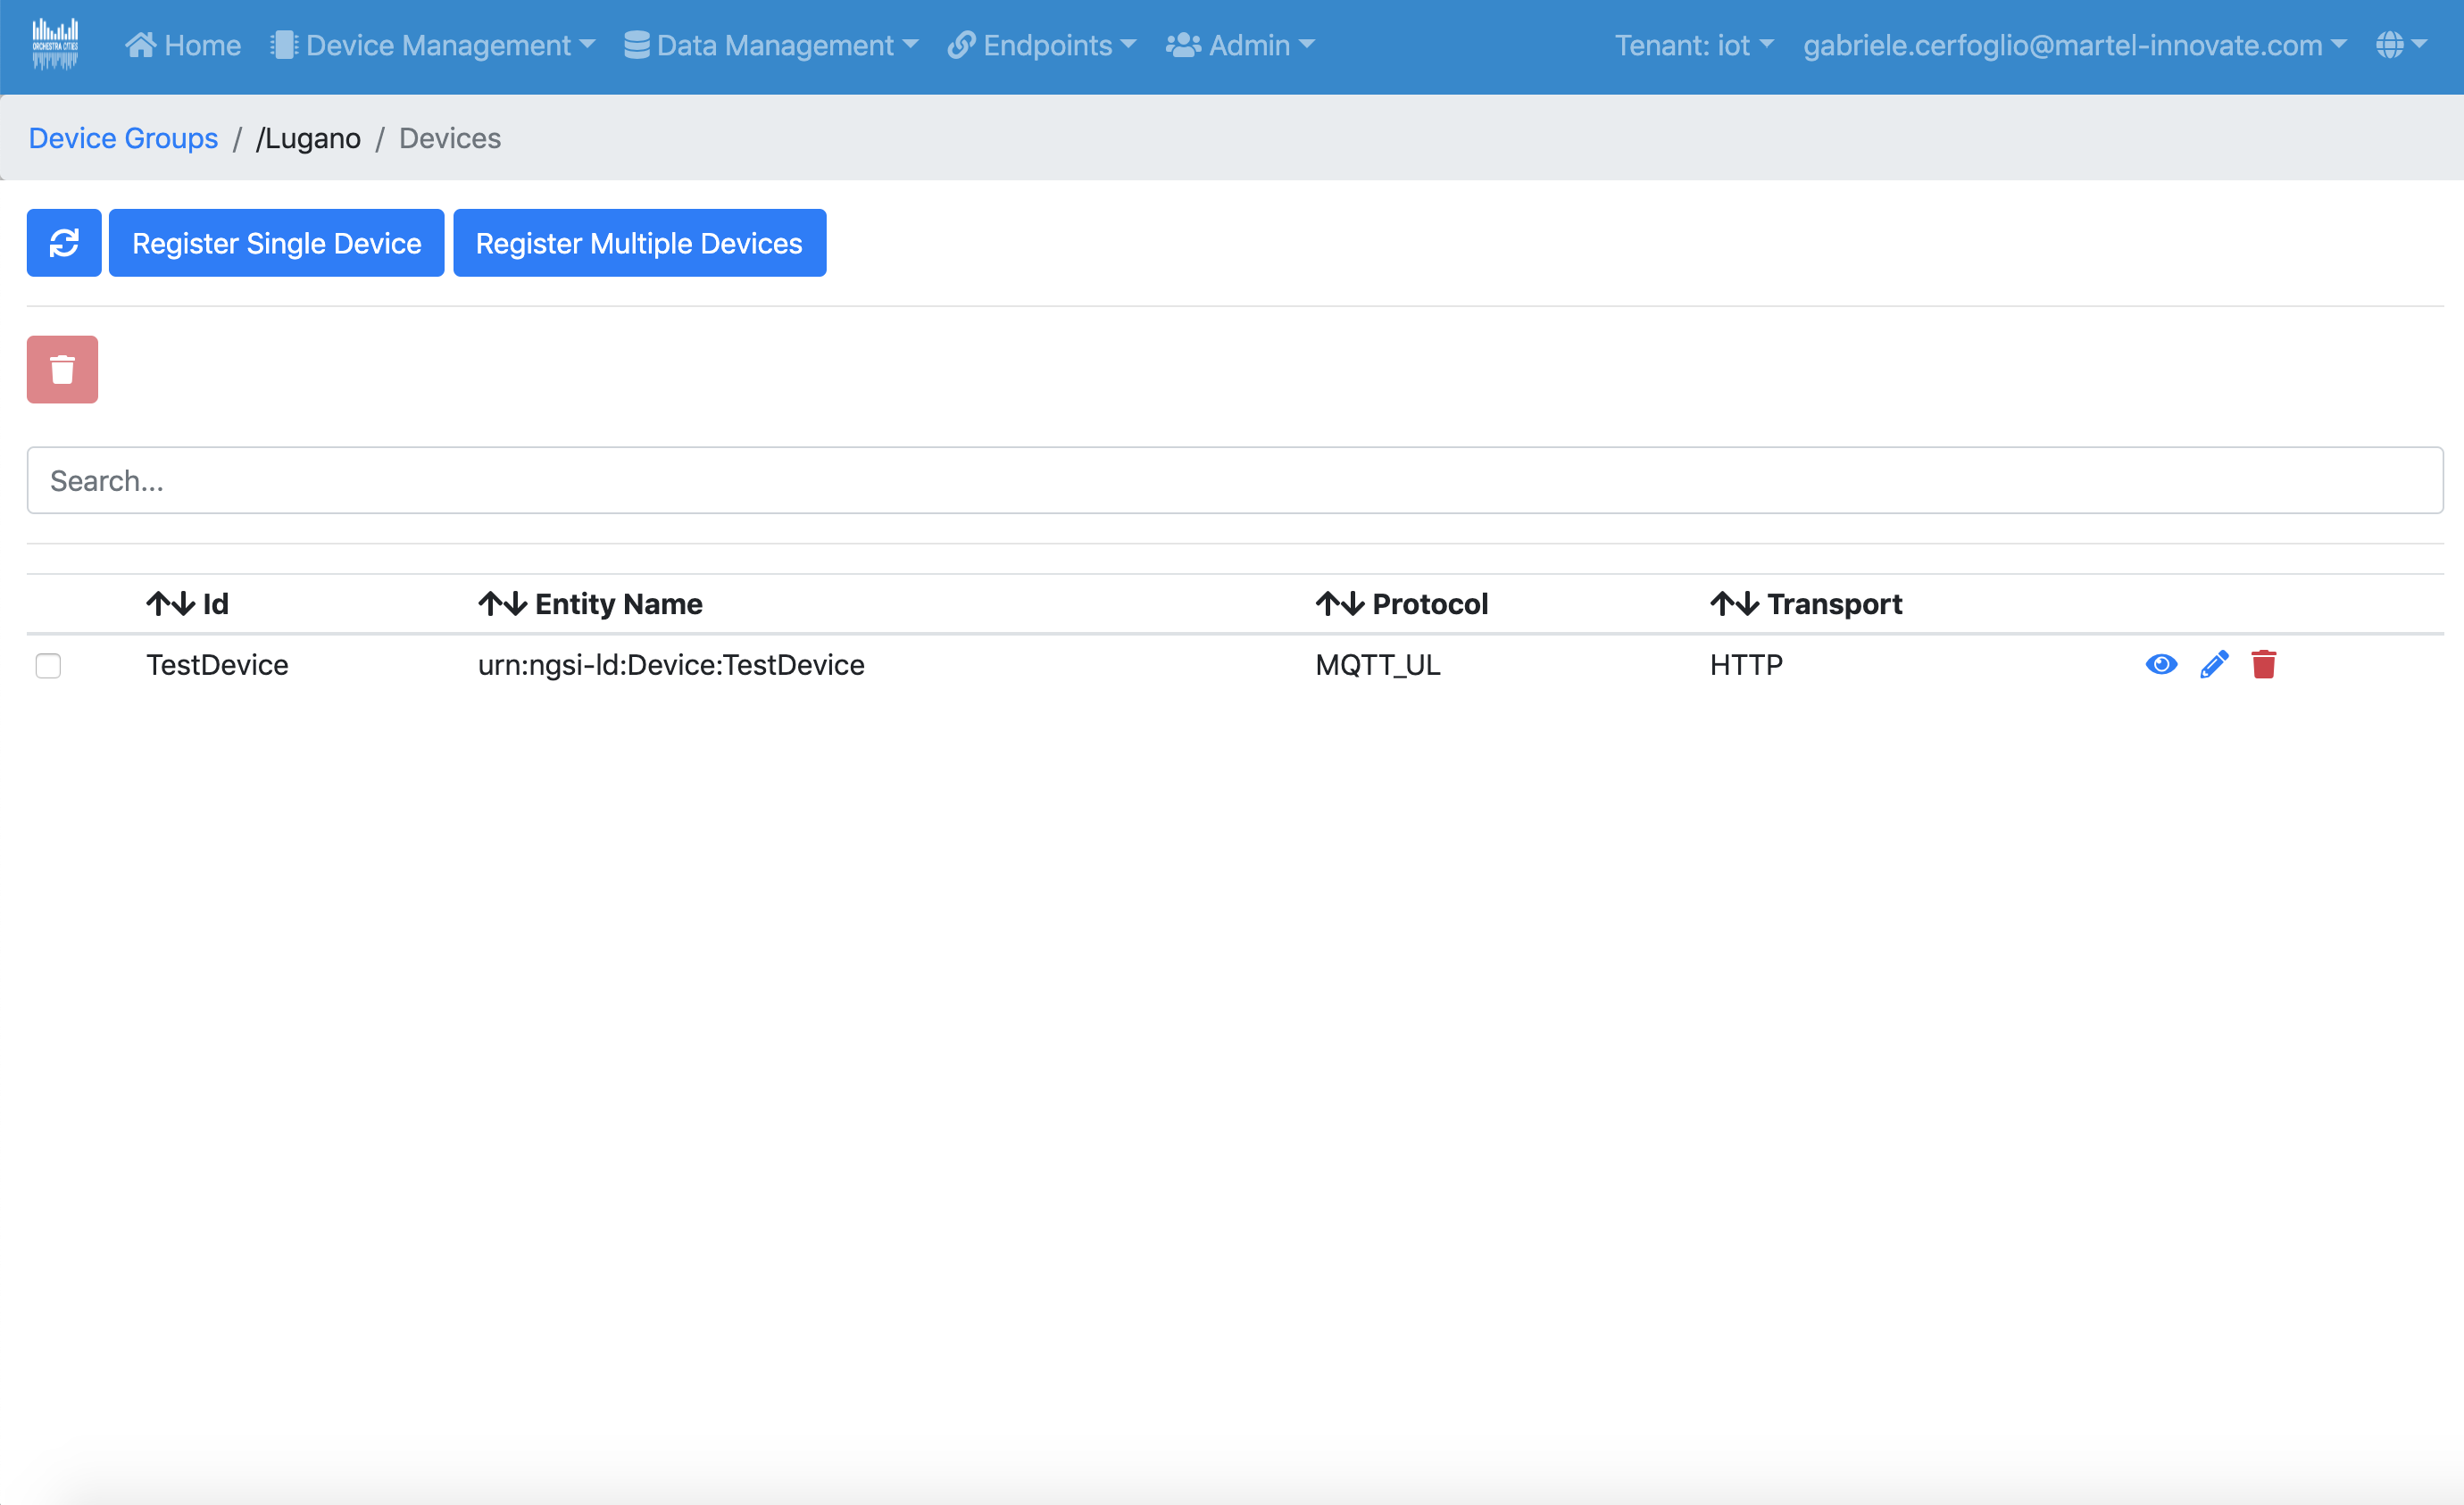 ORCHESTRA CITIES
Home Device Management Data Management Endpoints Admin Tenant: iot gabriele.cerfoglio@martel-innovate.com
Device Groups / /Lugano / Devices
Register Single Device Register Multiple Devices
Search...
Id Entity Name Protocol Transport
TestDevice urn:ngsi-ld:Device:TestDevice MQTT_UL HTTP